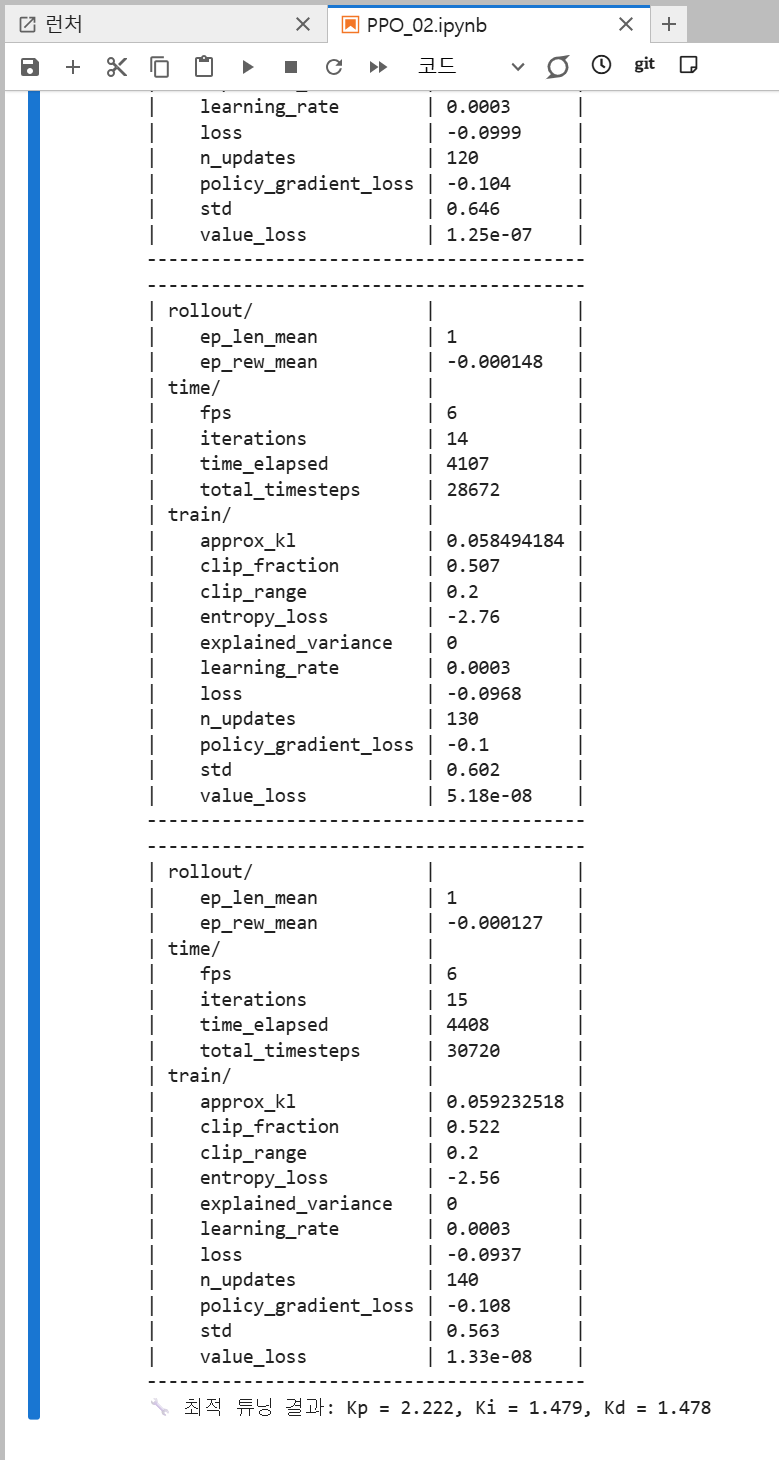 런처
PPO_02.ipynb
코드
git
| learning_rate | 0.0003 |
| loss | -0.0999 |
| n_updates | 120 |
| policy_gradient_loss | -0.104 |
| std | 0.646 |
| value_loss | 1.25e-07 |
-----------------------------------------
-----------------------------------------
| rollout/ | |
| ep_len_mean | 1 |
| ep_rew_mean | -0.000148 |
| time/ | |
| fps | 6 |
| iterations | 14 |
| time_elapsed | 4107 |
| total_timesteps | 28672 |
| train/ | |
| approx_kl | 0.058494184 |
| clip_fraction | 0.507 |
| clip_range | 0.2 |
| entropy_loss | -2.76 |
| explained_variance | 0 |
| learning_rate | 0.0003 |
| loss | -0.0968 |
| n_updates | 130 |
| policy_gradient_loss | -0.1 |
| std | 0.602 |
| value_loss | 5.18e-08 |
-----------------------------------------
-----------------------------------------
| rollout/ | |
| ep_len_mean | 1 |
| ep_rew_mean | -0.000127 |
| time/ | |
| fps | 6 |
| iterations | 15 |
| time_elapsed | 4408 |
| total_timesteps | 30720 |
| train/ | |
| approx_kl | 0.059232518 |
| clip_fraction | 0.522 |
| clip_range | 0.2 |
| entropy_loss | -2.56 |
| explained_variance | 0 |
| learning_rate | 0.0003 |
| loss | -0.0937 |
| n_updates | 140 |
| policy_gradient_loss | -0.108 |
| std | 0.563 |
| value_loss | 1.33e-08 |
-----------------------------------------
🔧 최적 튜닝 결과: Kp = 2.222, Ki = 1.479, Kd = 1.478